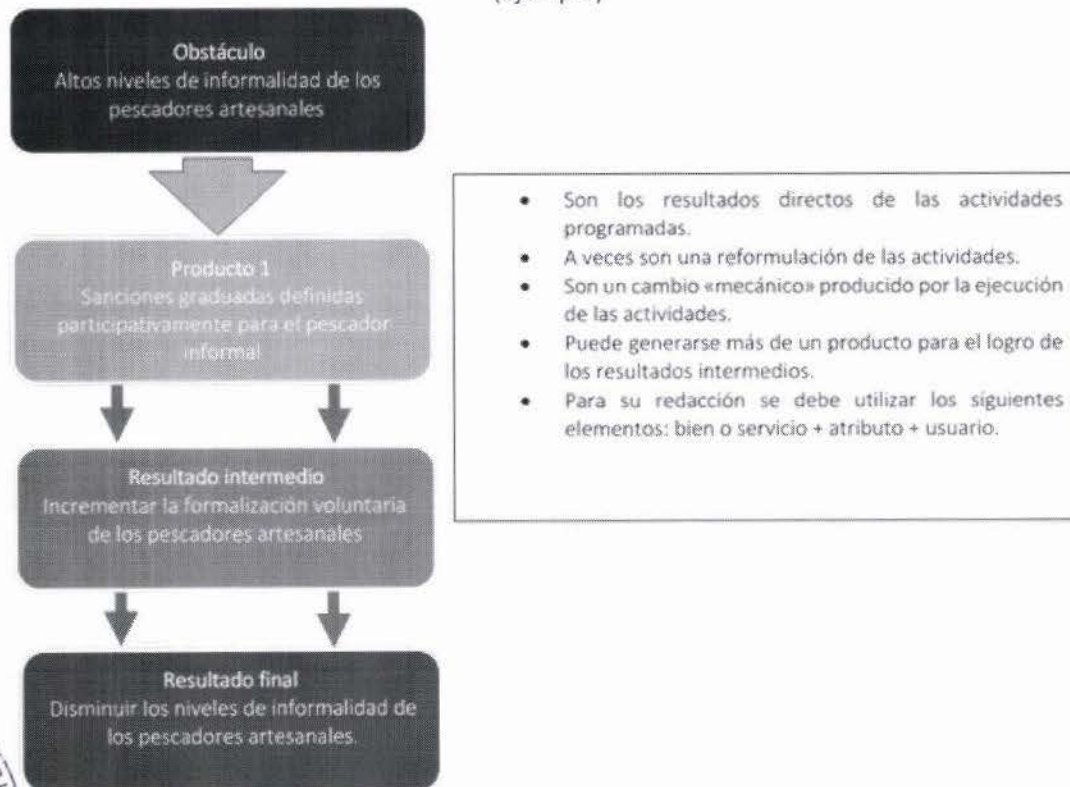 Obstáculo
Altos niveles de informalidad de los
pescadores artesanales
Producto 1
Sanciones graduadas definidas
participativamente para el pescador
informal
Resultado intermedio
Incrementar la formalización voluntaria
de los pescadores artesanales
Resultado final
Disminuir los niveles de informalidad de
los pescadores artesanales.
• Son los resultados directos de las actividades
programadas.
• A veces son una reformulación de las actividades.
• Son un cambio «mecánico» producido por la ejecución
de las actividades.
• Puede generarse más de un producto para el logro de
los resultados intermedios.
• Para su redacción se debe utilizar los siguientes
elementos: bien o servicio + atributo + usuario.